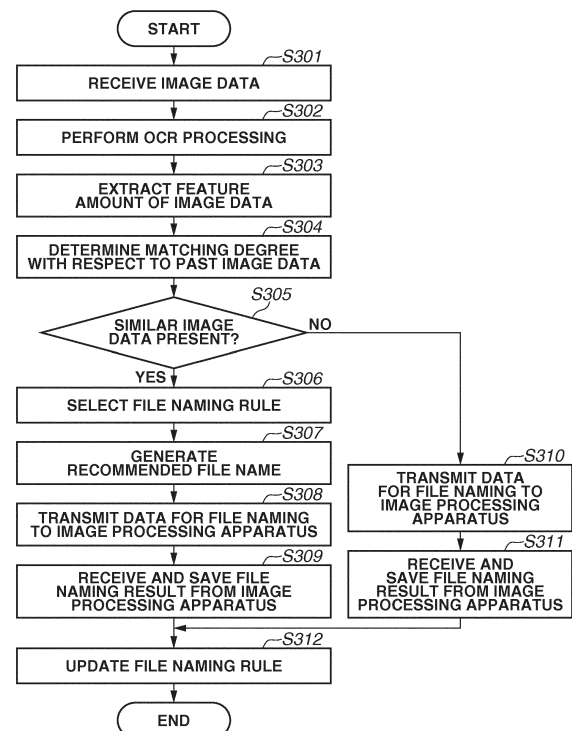 START
S301
RECEIVE IMAGE DATA
S302
PERFORM OCR PROCESSING
S303
EXTRACT FEATURE
AMOUNT OF IMAGE DATA
S304
DETERMINE MATCHING DEGREE
WITH RESPECT TO PAST IMAGE DATA
S305
SIMILAR IMAGE
DATA PRESENT?
NO
YES
S306
SELECT FILE NAMING RULE
S307
GENERATE
RECOMMENDED FILE NAME
S308
TRANSMIT DATA FOR FILE NAMING
TO IMAGE PROCESSING APPARATUS
S309
RECEIVE AND SAVE FILE
NAMING RESULT FROM IMAGE
PROCESSING APPARATUS
S310
TRANSMIT DATA
FOR FILE NAMING TO
IMAGE PROCESSING
APPARATUS
S311
RECEIVE AND
SAVE FILE NAMING
RESULT FROM IMAGE
PROCESSING APPARATUS
S312
UPDATE FILE NAMING RULE
END